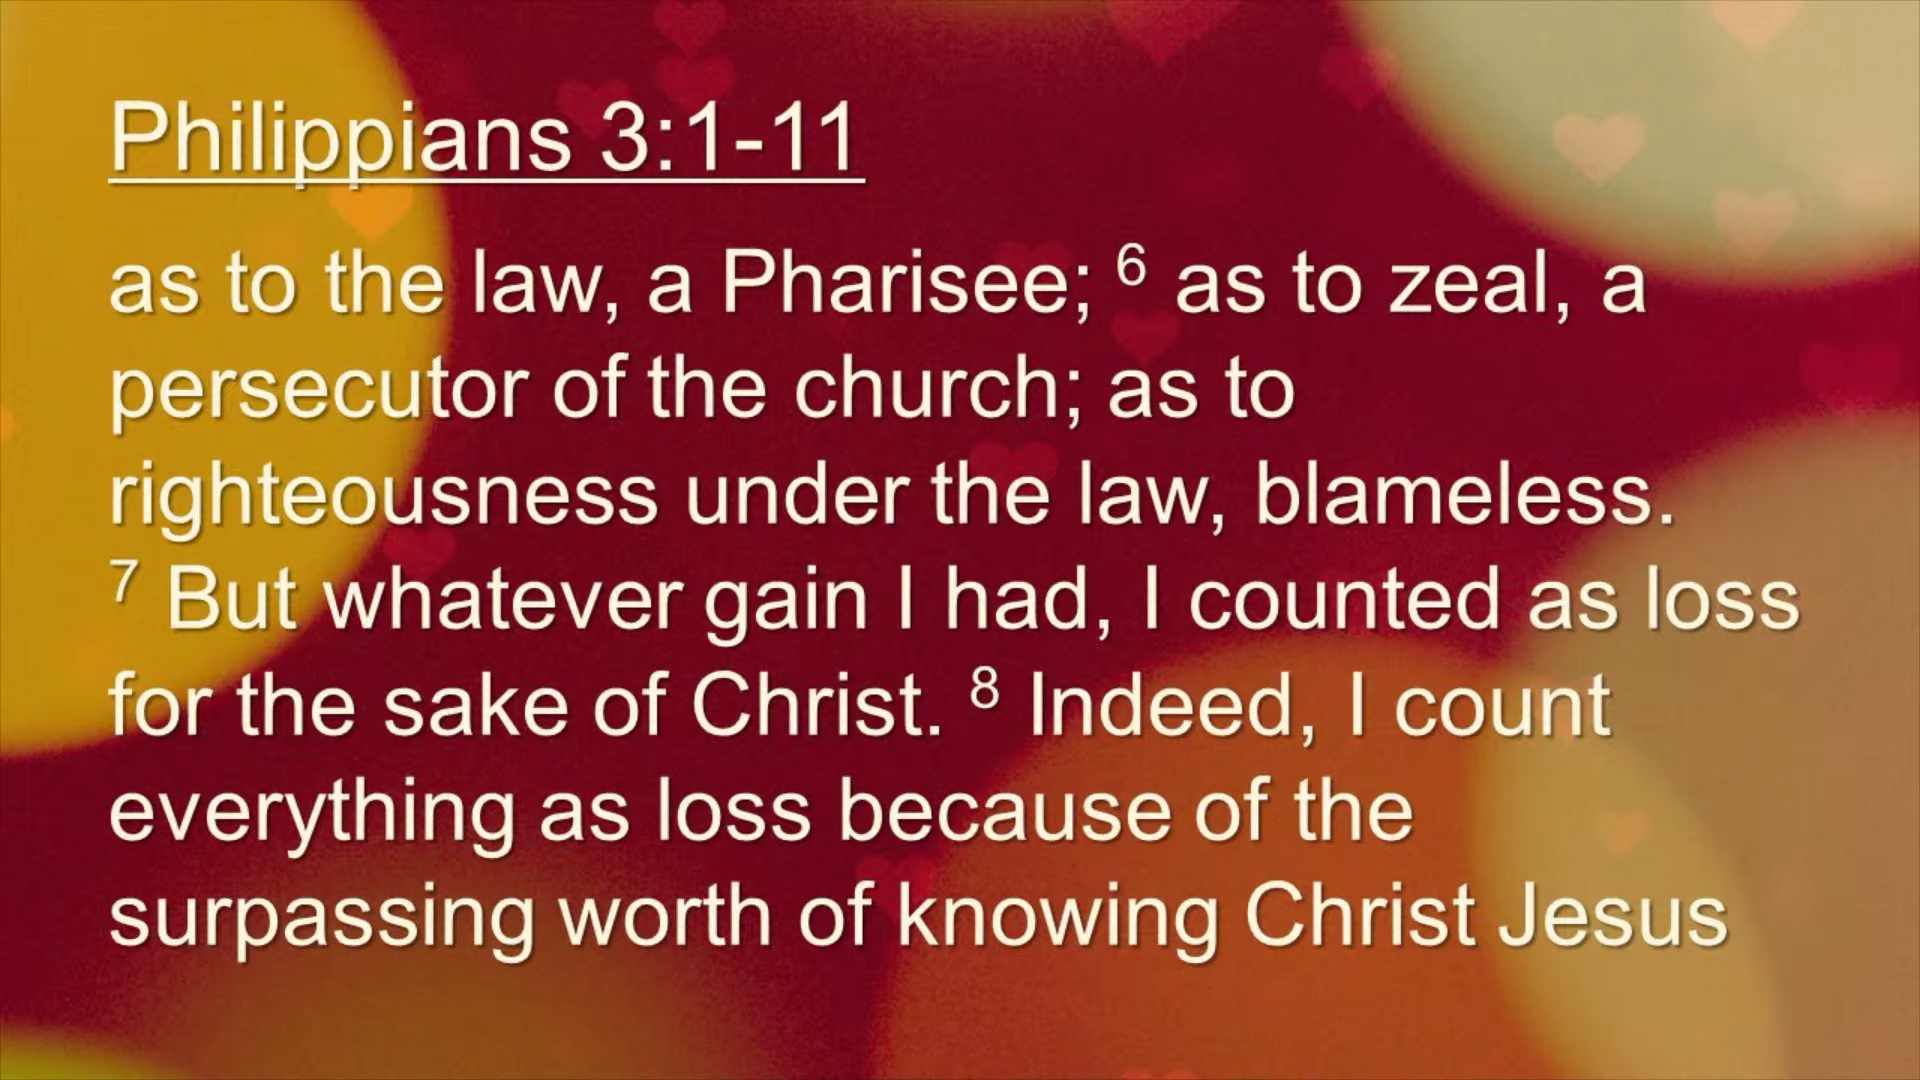 Philippians 3:1-11
as to the law, a Pharisee; 6 as to zeal, a
persecutor of the church; as to
righteousness under the law, blameless.
7 But whatever gain I had, I counted as loss
for the sake of Christ. 8 Indeed, I count
everything as loss because of the
surpassing worth of knowing Christ Jesus